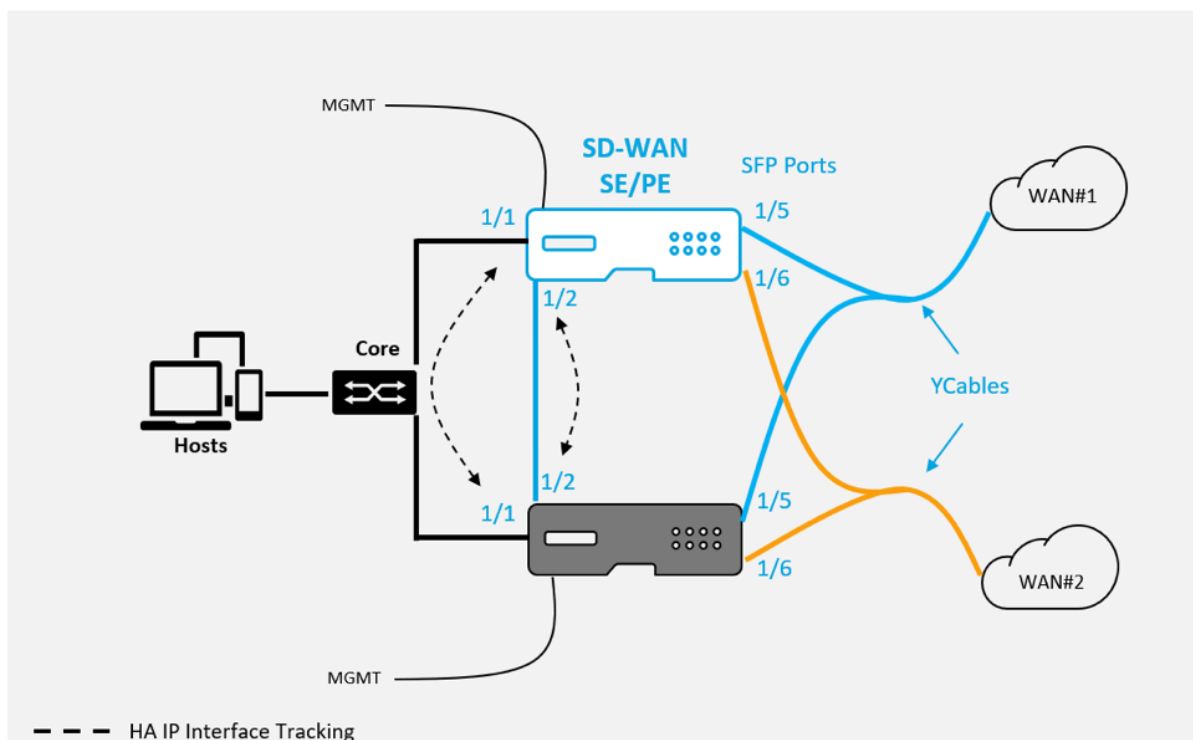 MGMT
SD-WAN
SE/PE
SFP Ports
WAN#1
1/1
1/5
1/6
1/2
Core
YCables
Hosts
1/2
1/1
1/5
1/6
WAN#2
MGMT
HA IP Interface Tracking